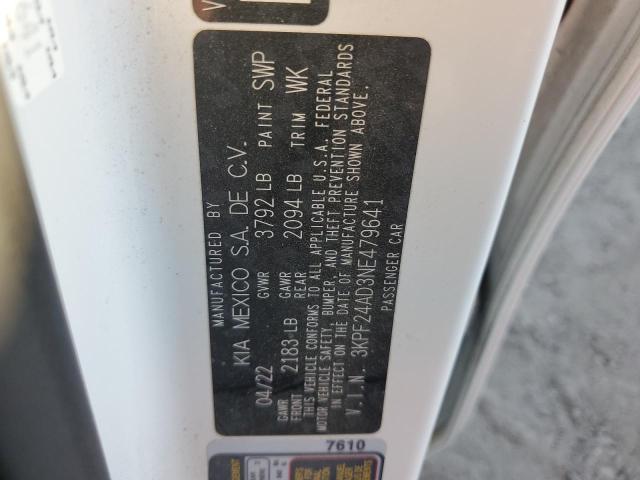 MANUFACTURED BY
KIA MEXICO S.A. DE C.V.
04/22 GVWR 3792 LB PAINT SWP
GAWR FRONT 2183 LB GAWR REAR 2094 LB TRIM WK
THIS VEHICLE CONFORMS TO ALL APPLICABLE U.S.A. FEDERAL
MOTOR VEHICLE SAFETY, BUMPER, AND THEFT PREVENTION STANDARDS
IN EFFECT ON THE DATE OF MANUFACTURE SHOWN ABOVE.
V.I.N. 3KPF24AD3NE479641
PASSENGER CAR
7610